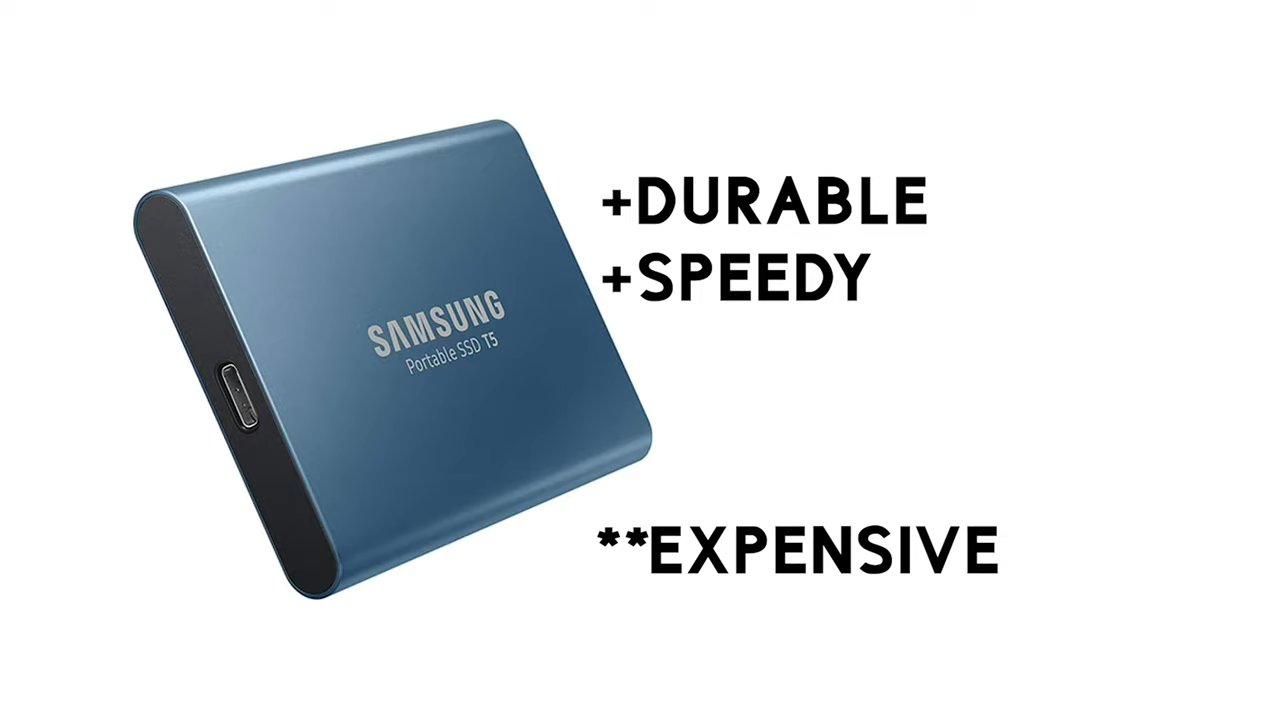 +DURABLE
+SPEEDY
SAMSUNG
Portable SSD T5
**EXPENSIVE